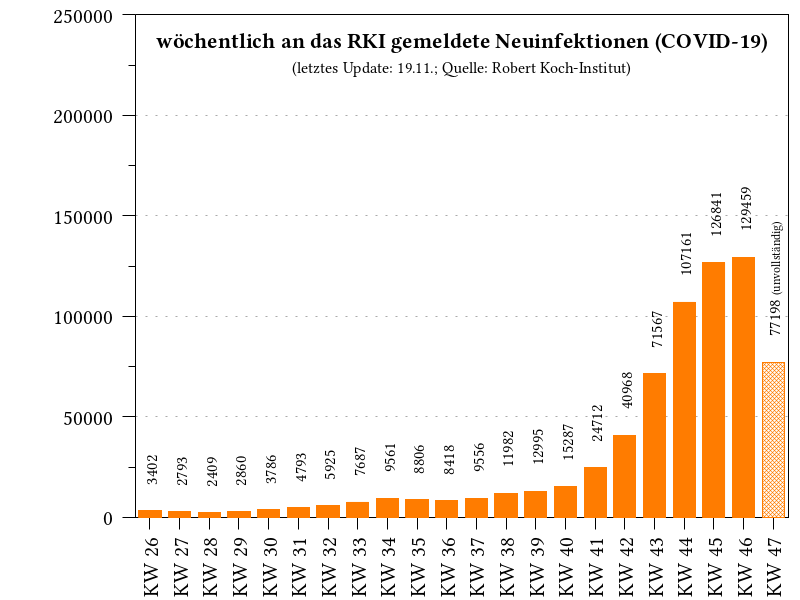 wöchentlich an das RKI gemeldete Neuinfektionen (COVID-19)
(letztes Update: 19.11.; Quelle: Robert Koch-Institut)
250000
200000
150000
100000
50000
0
3402
2793
2409
2860
3786
4793
5925
7687
9561
8806
8418
9556
11982
12995
15287
24712
40968
71567
107161
126841
129459
77198 (unvollständig)
KW 26
KW 27
KW 28
KW 29
KW 30
KW 31
KW 32
KW 33
KW 34
KW 35
KW 36
KW 37
KW 38
KW 39
KW 40
KW 41
KW 42
KW 43
KW 44
KW 45
KW 46
KW 47